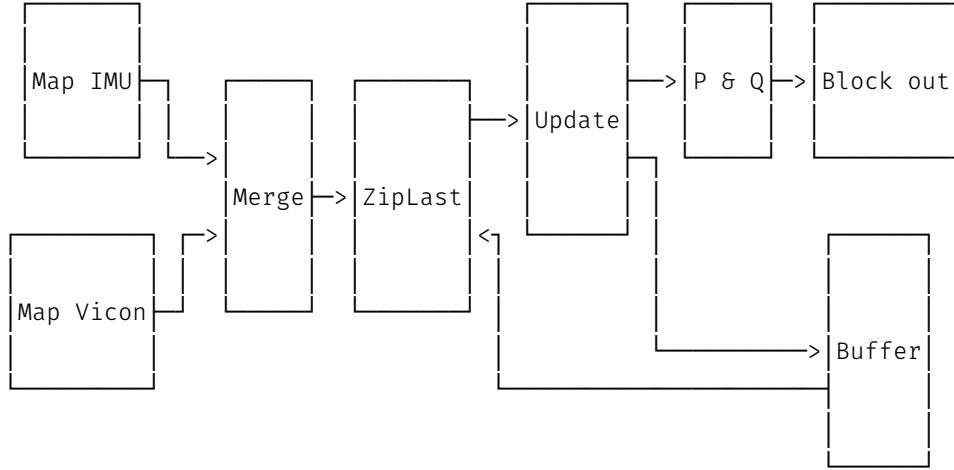 Map IMU
P & Q
Block out
Update
Merge
ZipLast
Map Vicon
Buffer